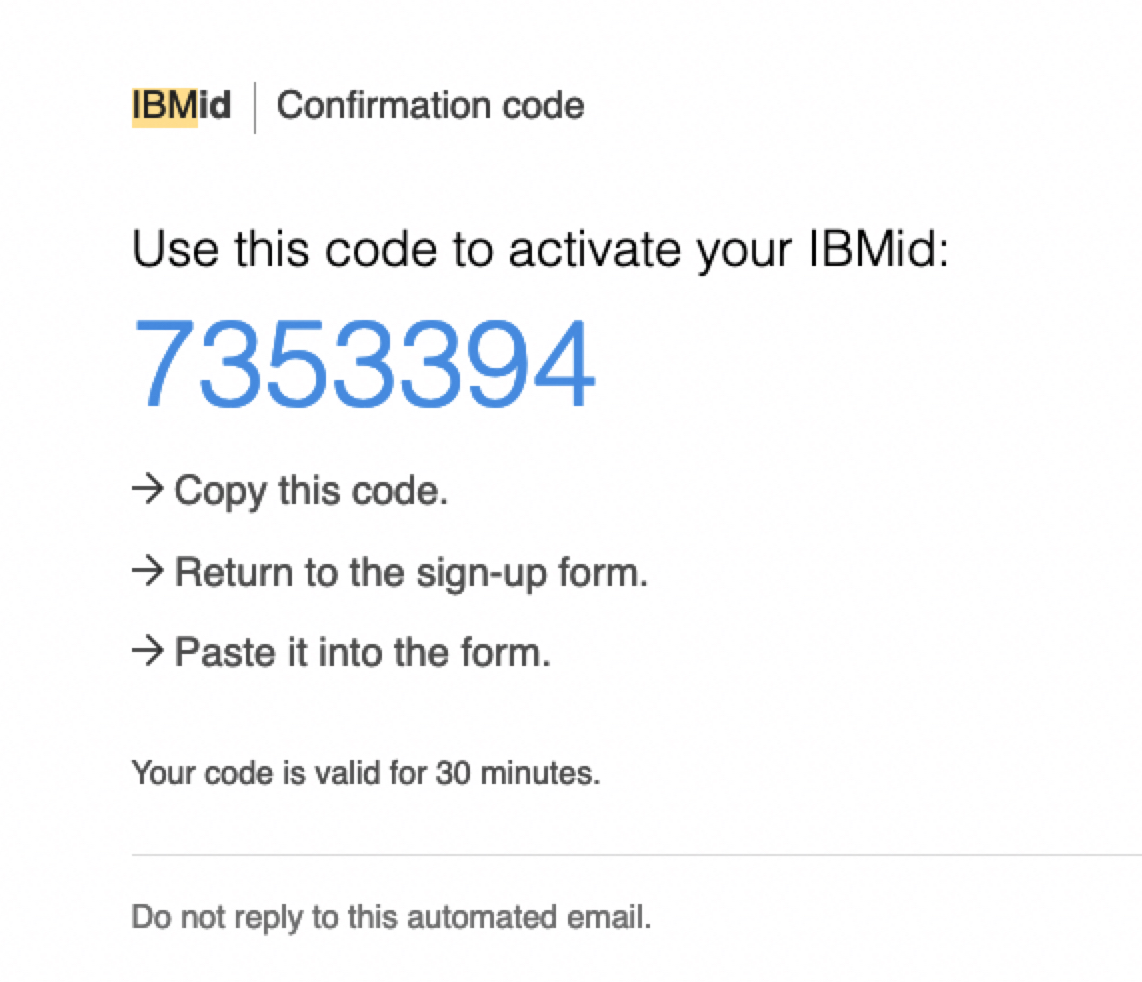 IBMid | Confirmation code
Use this code to activate your IBMid:
7353394
→ Copy this code.
→ Return to the sign-up form.
→ Paste it into the form.
Your code is valid for 30 minutes.
Do not reply to this automated email.